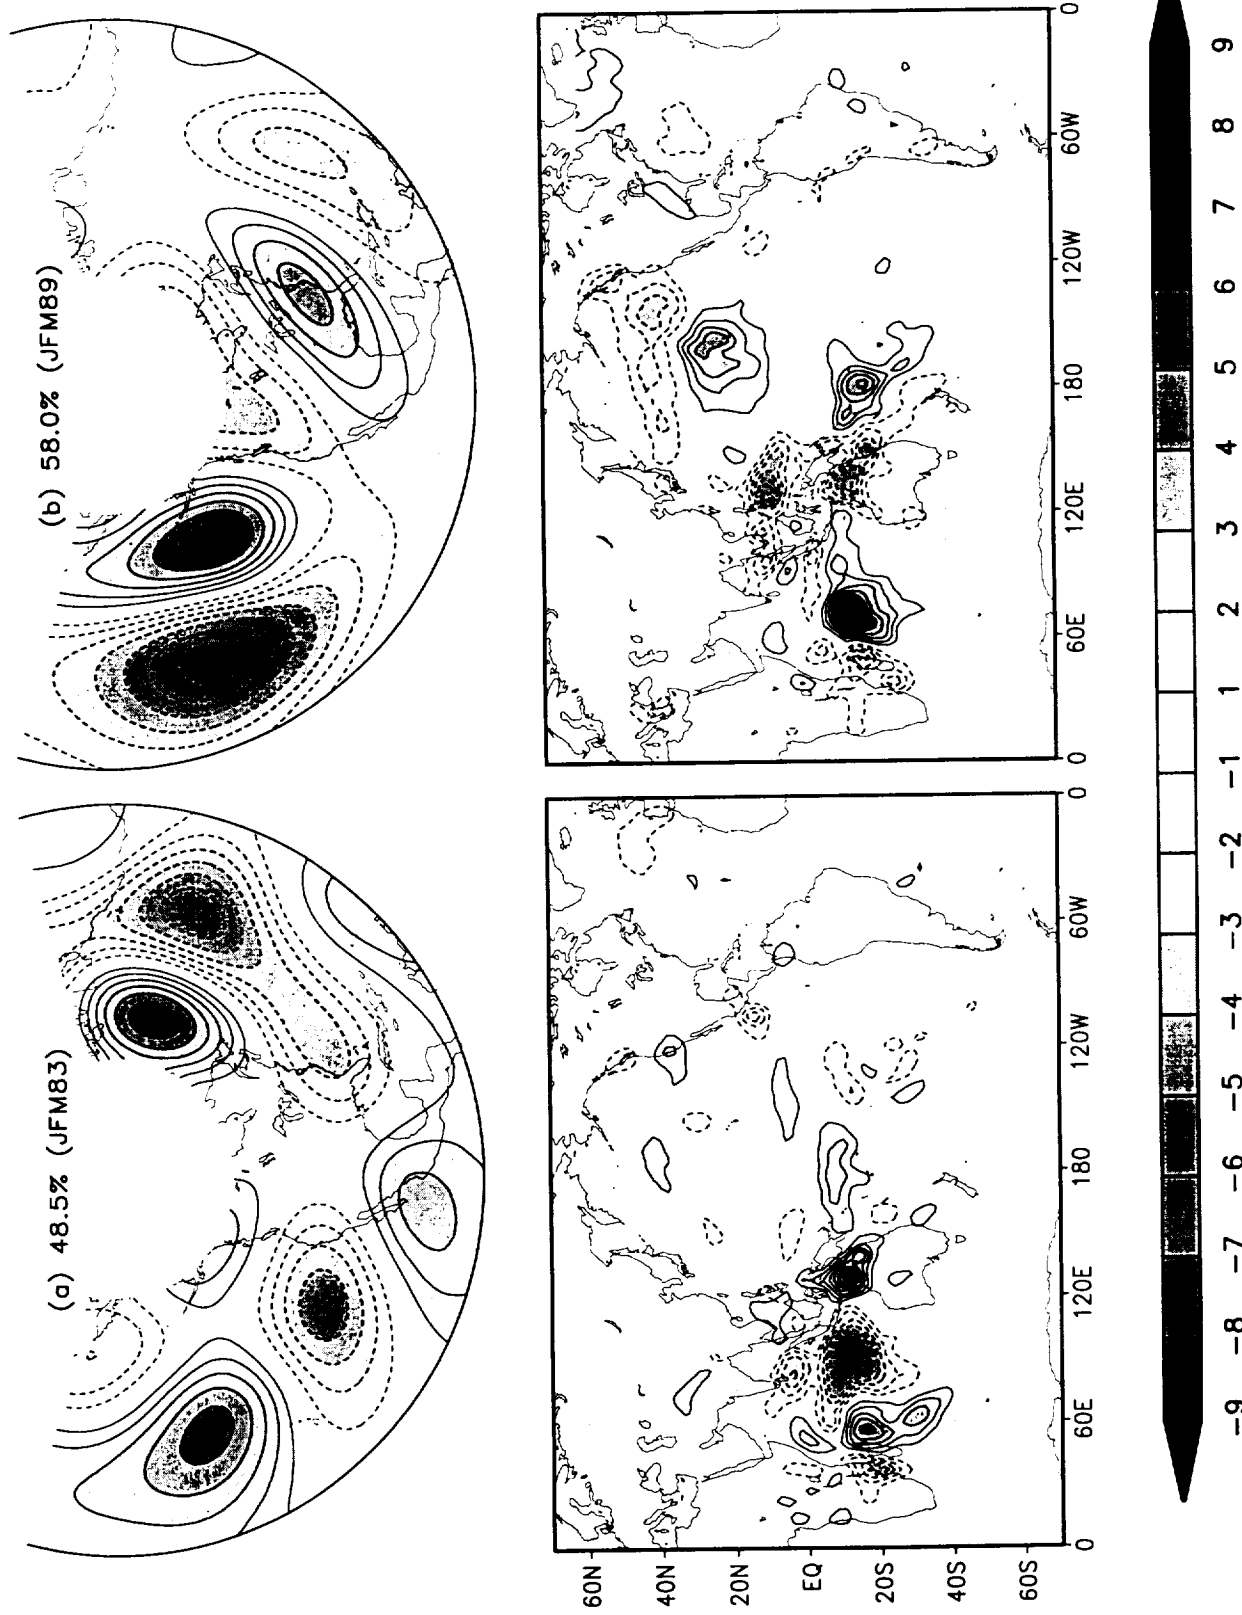 (a) 48.5% (JFM83)
(b) 58.0% (JFM89)
60N
40N
20N
EQ
20S
40S
60S
0 60E 120E 180 120W 60W 0
0 60E 120E 180 120W 60W 0
-9 -8 -7 -6 -5 -4 -3 -2 -1 1 2 3 4 5 6 7 8 9